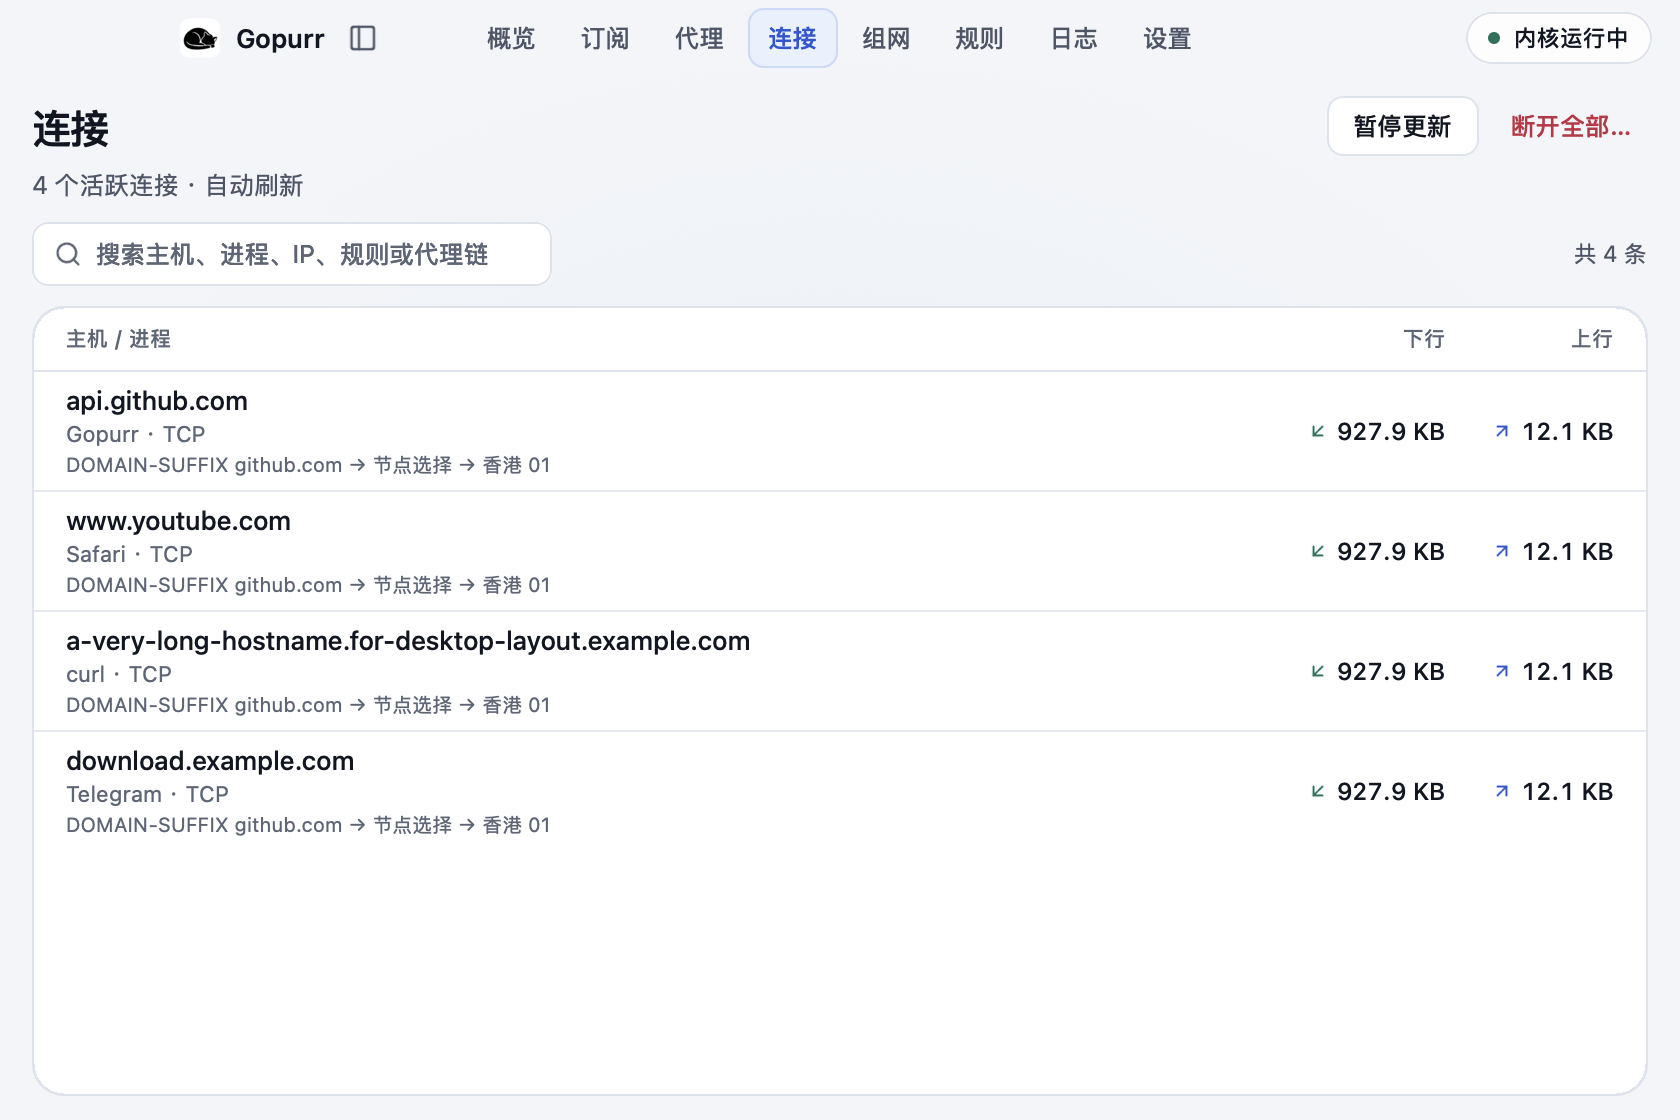 Gopurr 概览 订阅 代理 连接 组网 规则 日志 设置 内核运行中
连接 暂停更新 断开全部...
4 个活跃连接 · 自动刷新
搜索主机、进程、IP、规则或代理链 共 4 条
主机 / 进程 下行 上行
api.github.com
Gopurr · TCP ↙ 927.9 KB ↗ 12.1 KB
DOMAIN-SUFFIX github.com → 节点选择 → 香港 01
www.youtube.com
Safari · TCP ↙ 927.9 KB ↗ 12.1 KB
DOMAIN-SUFFIX github.com → 节点选择 → 香港 01
a-very-long-hostname.for-desktop-layout.example.com
curl · TCP ↙ 927.9 KB ↗ 12.1 KB
DOMAIN-SUFFIX github.com → 节点选择 → 香港 01
download.example.com
Telegram · TCP ↙ 927.9 KB ↗ 12.1 KB
DOMAIN-SUFFIX github.com → 节点选择 → 香港 01